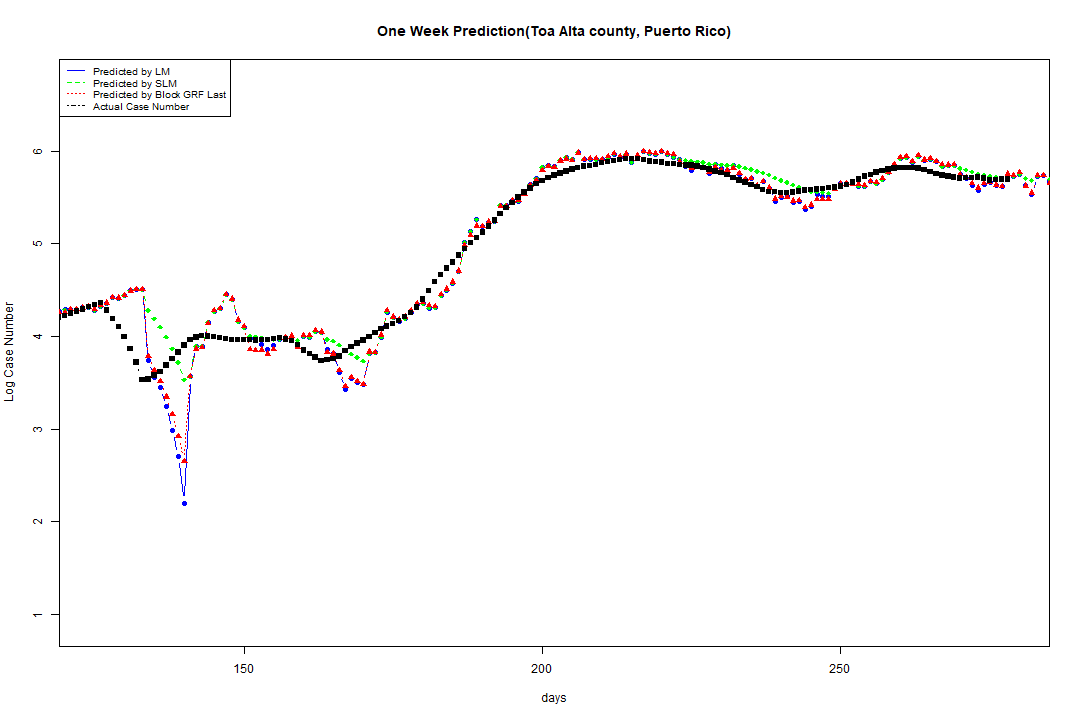 One Week Prediction(Toa Alta county, Puerto Rico)
Predicted by LM
Predicted by SLM
Predicted by Block GRF Last
Actual Case Number
6
5
4
3
2
1
Log Case Number
150 200 250
days